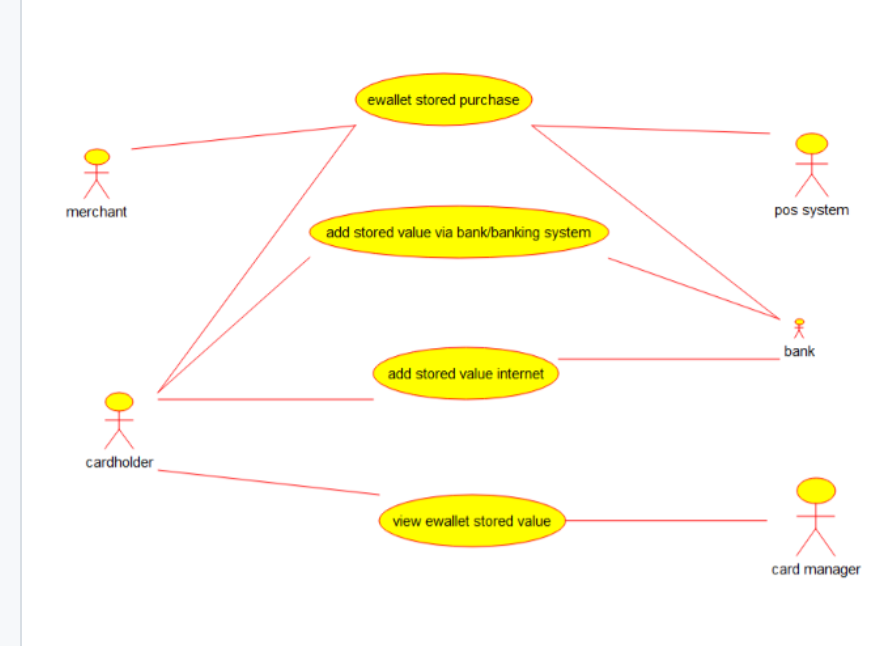 ewallet stored purchase
merchant
pos system
add stored value via bank/banking system
bank
add stored value internet
cardholder
view ewallet stored value
card manager